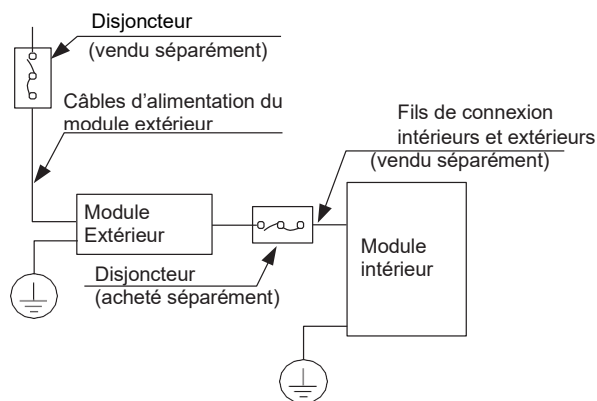 Disjoncteur
(vendu séparément)
Câbles d'alimentation du
module extérieur
Fils de connexion
intérieurs et extérieurs
(vendu séparément)
Module
Extérieur
Module
intérieur
Disjoncteur
(acheté séparément)